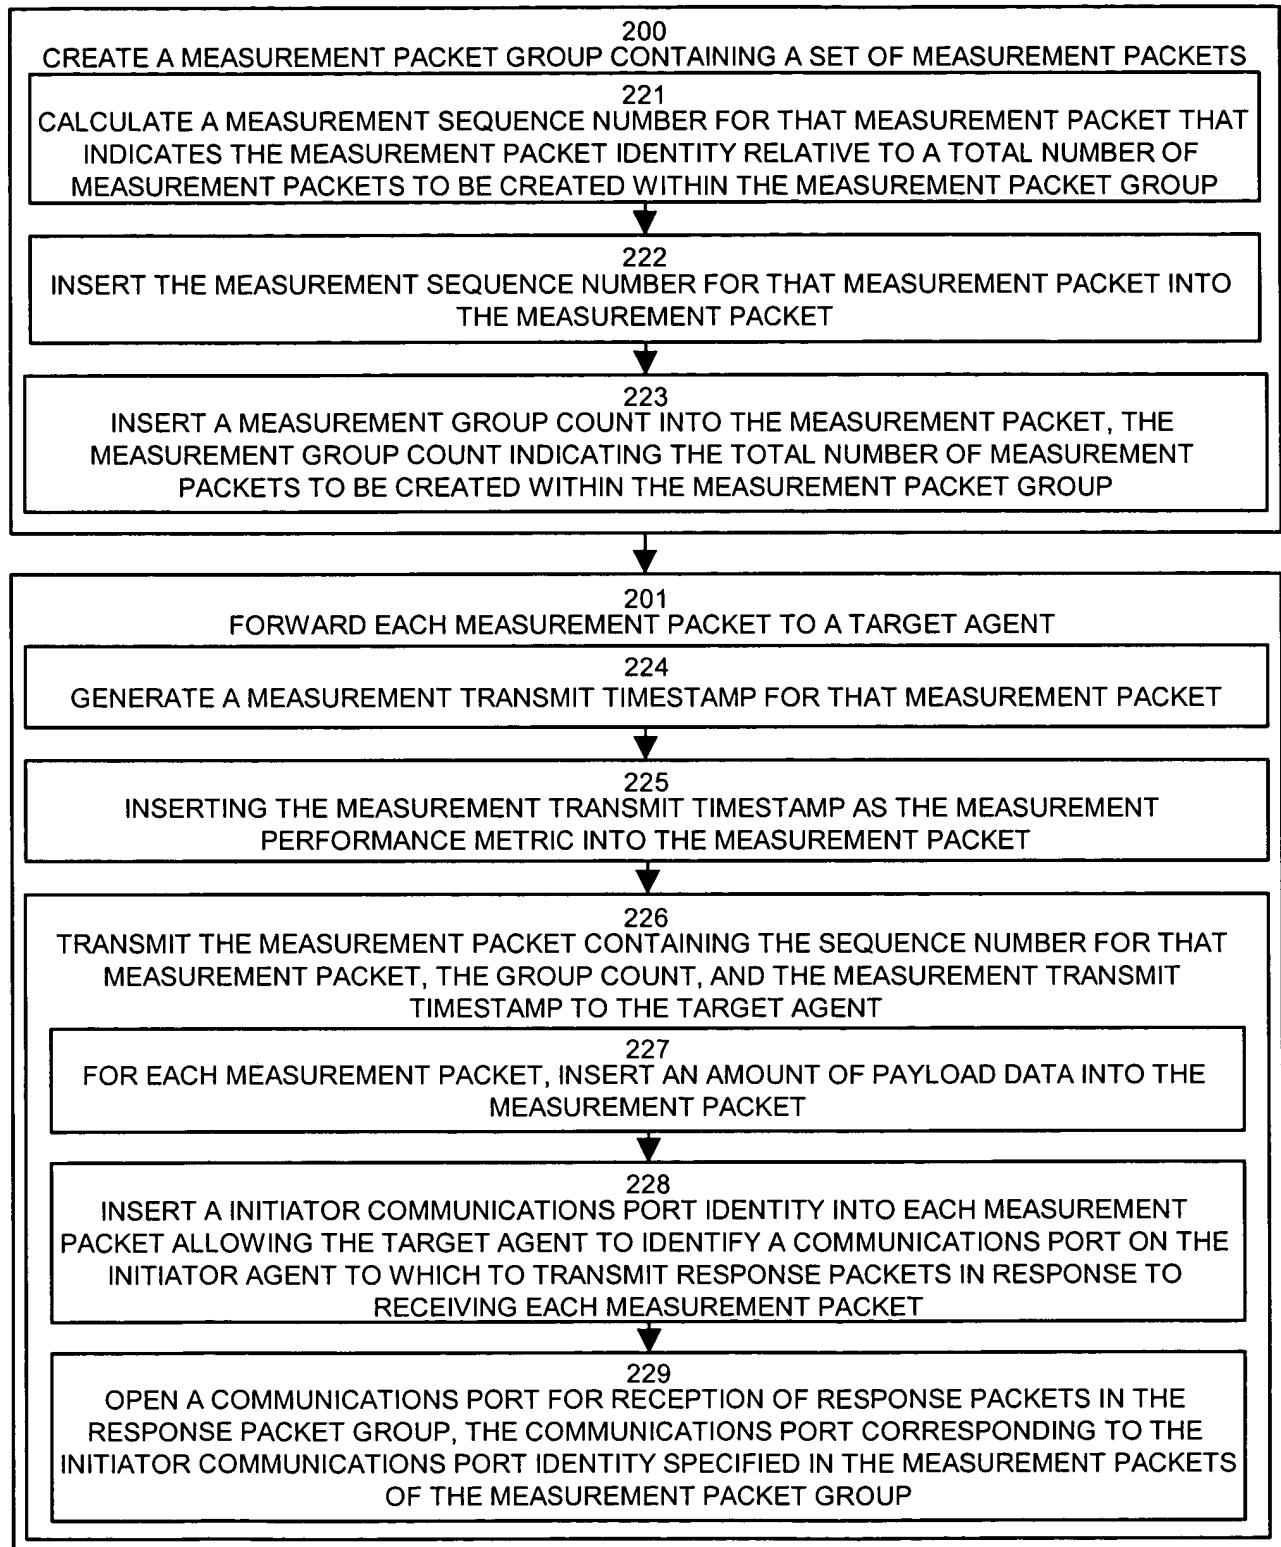 200
CREATE A MEASUREMENT PACKET GROUP CONTAINING A SET OF MEASUREMENT PACKETS
221
CALCULATE A MEASUREMENT SEQUENCE NUMBER FOR THAT MEASUREMENT PACKET THAT
INDICATES THE MEASUREMENT PACKET IDENTITY RELATIVE TO A TOTAL NUMBER OF
MEASUREMENT PACKETS TO BE CREATED WITHIN THE MEASUREMENT PACKET GROUP
222
INSERT THE MEASUREMENT SEQUENCE NUMBER FOR THAT MEASUREMENT PACKET INTO
THE MEASUREMENT PACKET
223
INSERT A MEASUREMENT GROUP COUNT INTO THE MEASUREMENT PACKET, THE
MEASUREMENT GROUP COUNT INDICATING THE TOTAL NUMBER OF MEASUREMENT
PACKETS TO BE CREATED WITHIN THE MEASUREMENT PACKET GROUP
201
FORWARD EACH MEASUREMENT PACKET TO A TARGET AGENT
224
GENERATE A MEASUREMENT TRANSMIT TIMESTAMP FOR THAT MEASUREMENT PACKET
225
INSERTING THE MEASUREMENT TRANSMIT TIMESTAMP AS THE MEASUREMENT
PERFORMANCE METRIC INTO THE MEASUREMENT PACKET
226
TRANSMIT THE MEASUREMENT PACKET CONTAINING THE SEQUENCE NUMBER FOR THAT
MEASUREMENT PACKET, THE GROUP COUNT, AND THE MEASUREMENT TRANSMIT
TIMESTAMP TO THE TARGET AGENT
227
FOR EACH MEASUREMENT PACKET, INSERT AN AMOUNT OF PAYLOAD DATA INTO THE
MEASUREMENT PACKET
228
INSERT A INITIATOR COMMUNICATIONS PORT IDENTITY INTO EACH MEASUREMENT
PACKET ALLOWING THE TARGET AGENT TO IDENTIFY A COMMUNICATIONS PORT ON THE
INITIATOR AGENT TO WHICH TO TRANSMIT RESPONSE PACKETS IN RESPONSE TO
RECEIVING EACH MEASUREMENT PACKET
229
OPEN A COMMUNICATIONS PORT FOR RECEPTION OF RESPONSE PACKETS IN THE
RESPONSE PACKET GROUP, THE COMMUNICATIONS PORT CORRESPONDING TO THE
INITIATOR COMMUNICATIONS PORT IDENTITY SPECIFIED IN THE MEASUREMENT PACKETS
OF THE MEASUREMENT PACKET GROUP